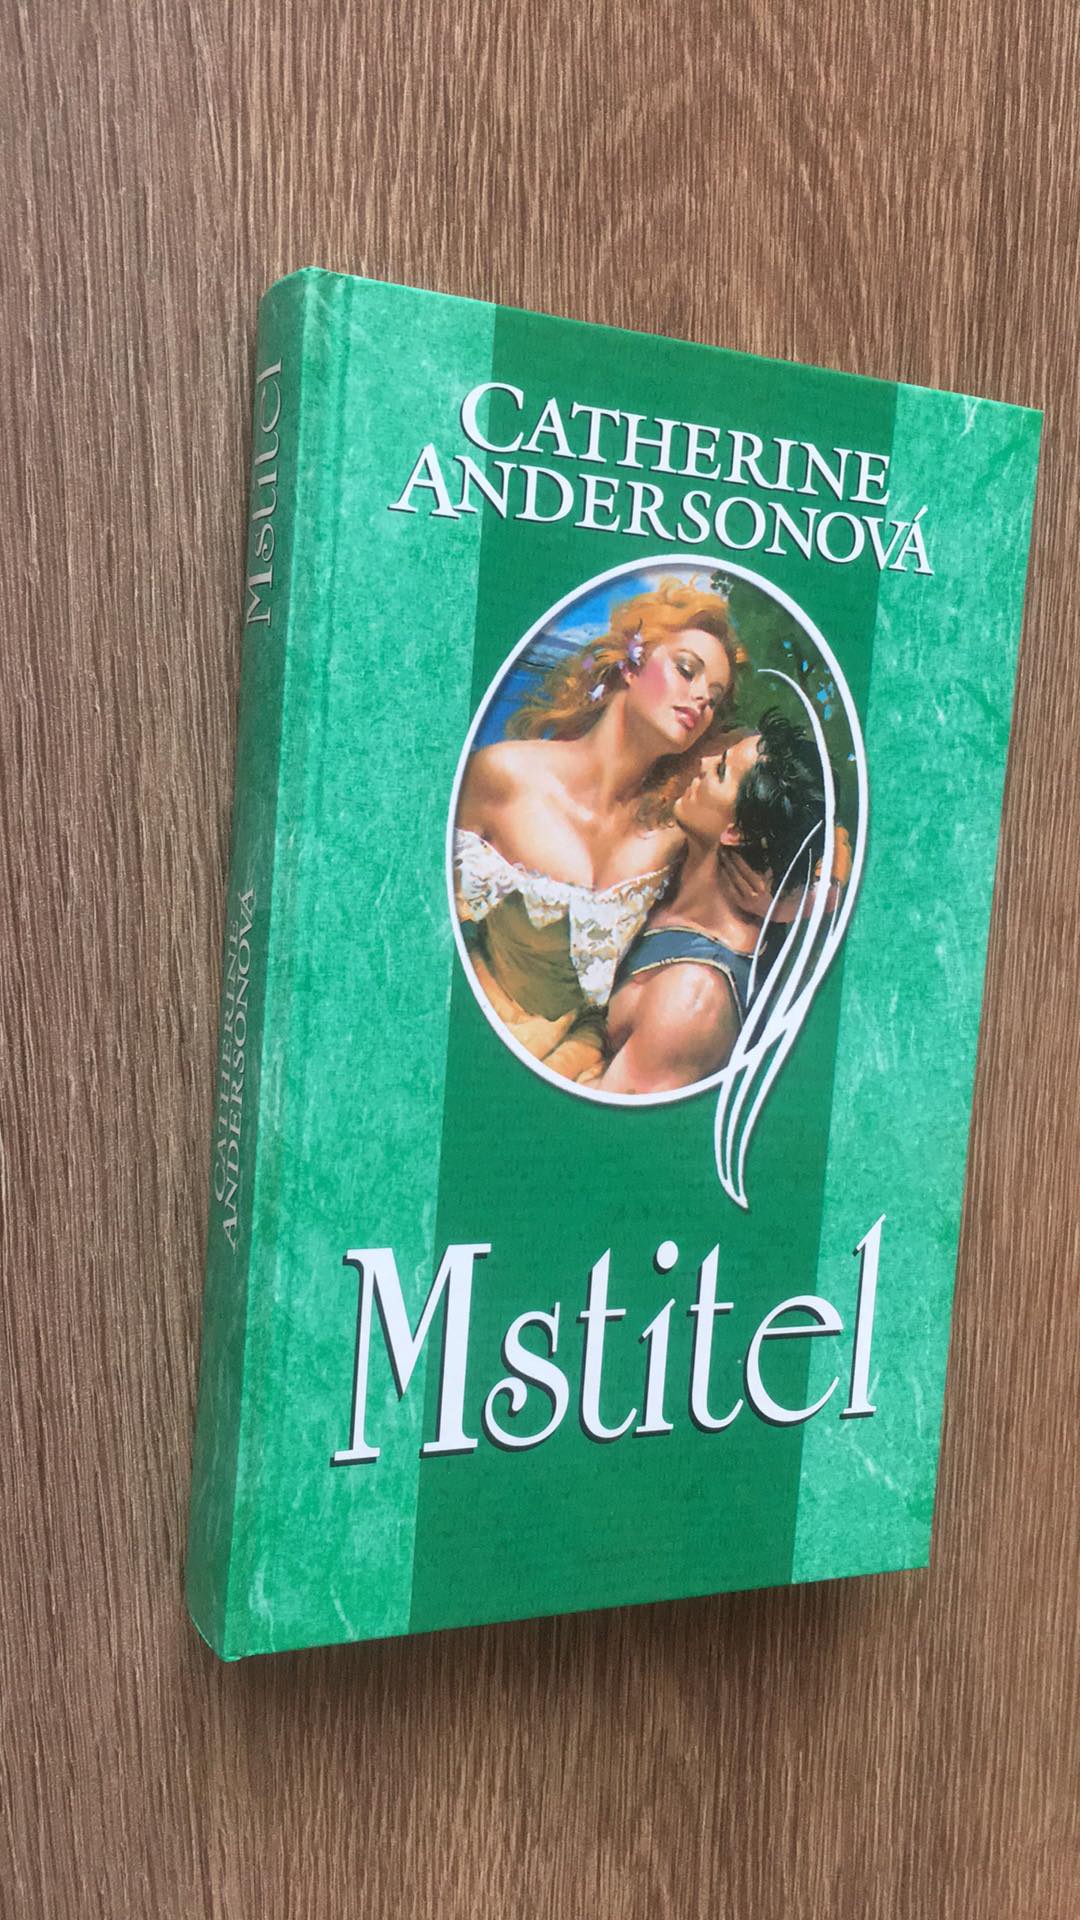 CATHERINE
ANDERSONOVÁ
Mstitel
Mstitel
CATHERINE
ANDERSONOVÁ